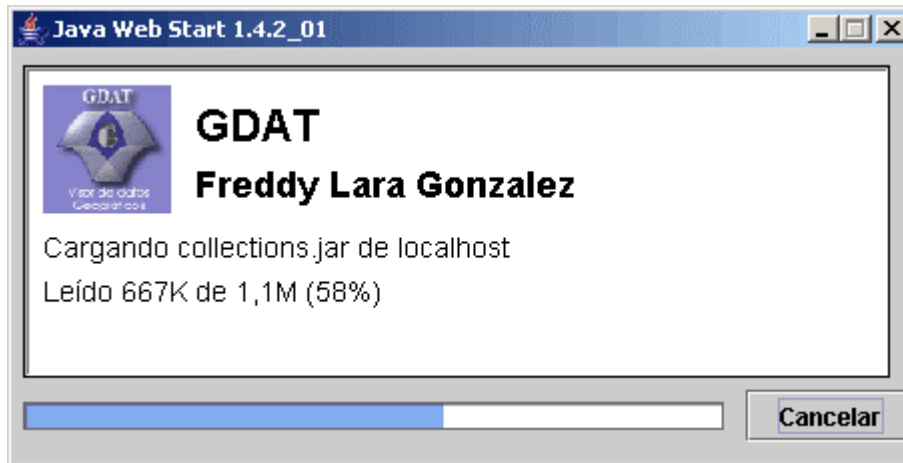 Java Web Start 1.4.2_01
GDAT
Visor de datos
Geograficos
GDAT
Freddy Lara Gonzalez
Cargando collections.jar de localhost
Leído 667K de 1,1M (58%)
Cancelar